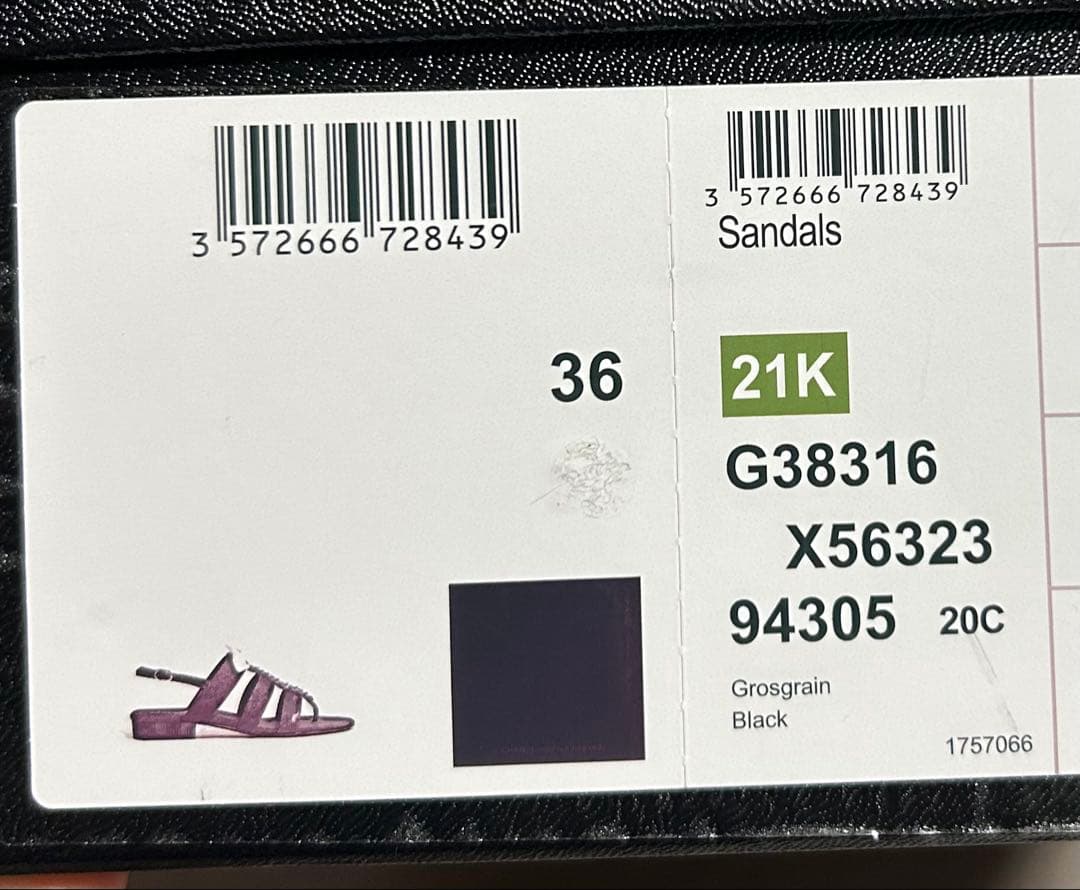 3 572666 728439
36
3 572666 728439
Sandals
21K
G38316
X56323
94305 20C
Grosgrain
Black
1757066